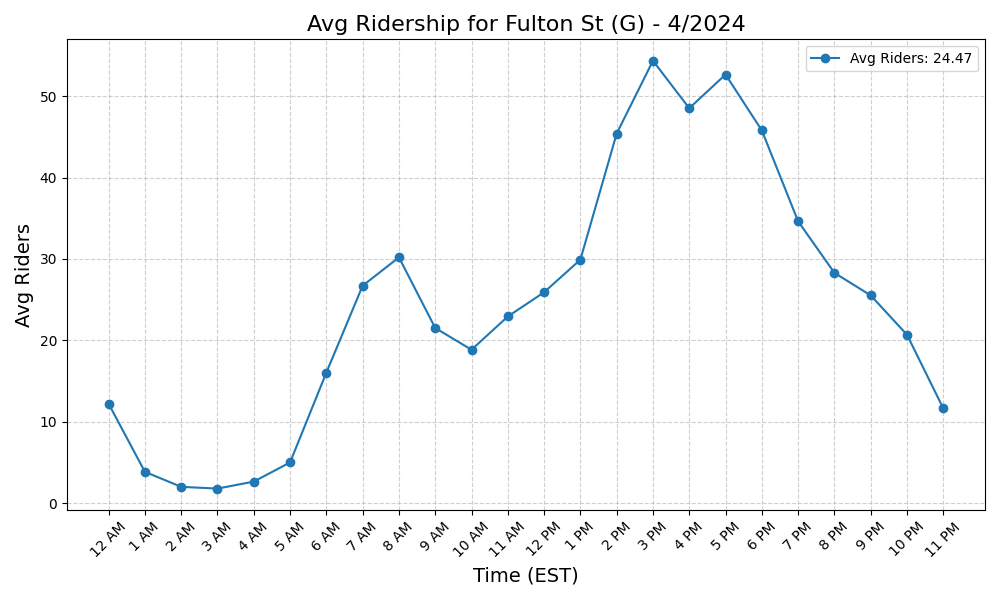 Avg Ridership for Fulton St (G) - 4/2024
Avg Riders: 24.47
Avg Riders
50
40
30
20
10
0
12 AM
1 AM
2 AM
3 AM
4 AM
5 AM
6 AM
7 AM
8 AM
9 AM
10 AM
11 AM
12 PM
1 PM
2 PM
3 PM
4 PM
5 PM
6 PM
7 PM
8 PM
9 PM
10 PM
11 PM
Time (EST)